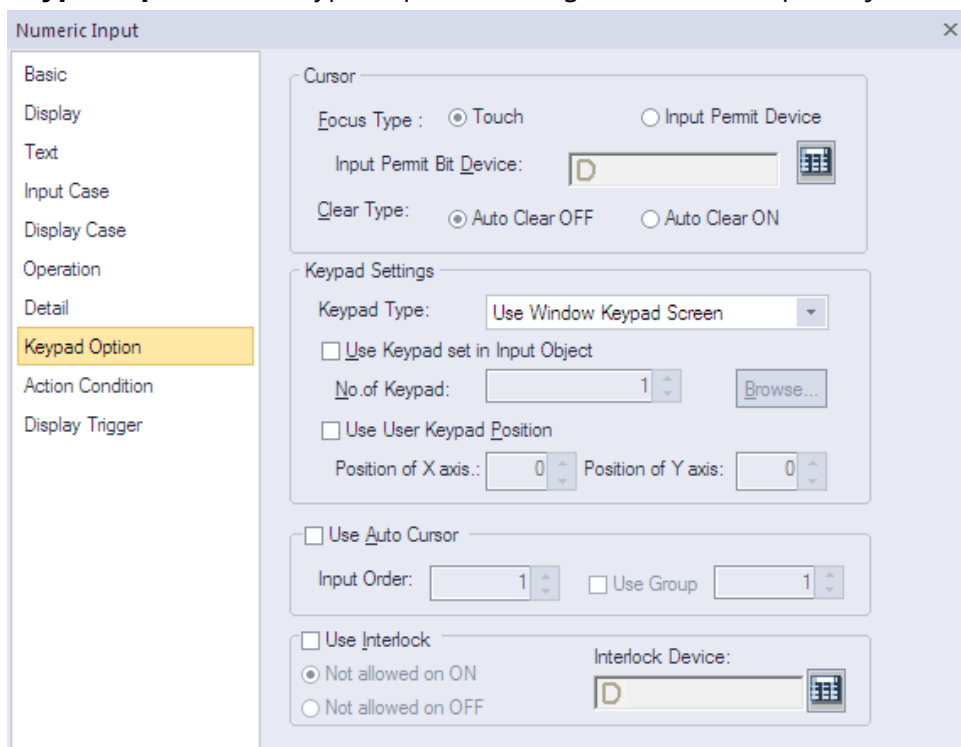 Numeric Input
Basic
Display
Text
Input Case
Display Case
Operation
Detail
Keypad Option
Action Condition
Display Trigger
Cursor
Focus Type : Touch Input Permit Device
Input Permit Bit Device: D
Clear Type: Auto Clear OFF Auto Clear ON
Keypad Settings
Keypad Type: Use Window Keypad Screen
Use Keypad set in Input Object
No.of Keypad: 1 Browse...
Use User Keypad Position
Position of X axis.: 0 Position of Y axis: 0
Use Auto Cursor
Input Order: 1 Use Group 1
Use Interlock
Not allowed on ON
Not allowed on OFF
Interlock Device:
D